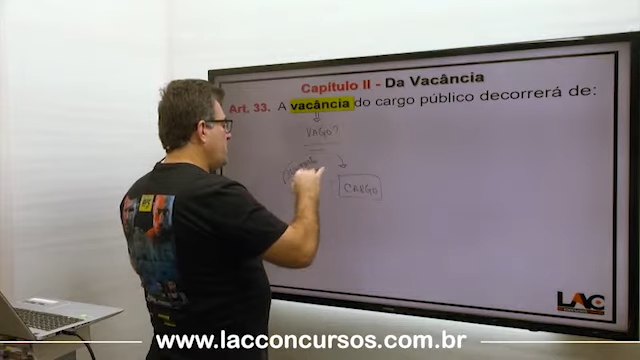 Capítulo II - Da Vacância
Art. 33. A vacância do cargo público decorrerá de:
VAGO?
CARGO
LAC
www.lacconcursos.com.br